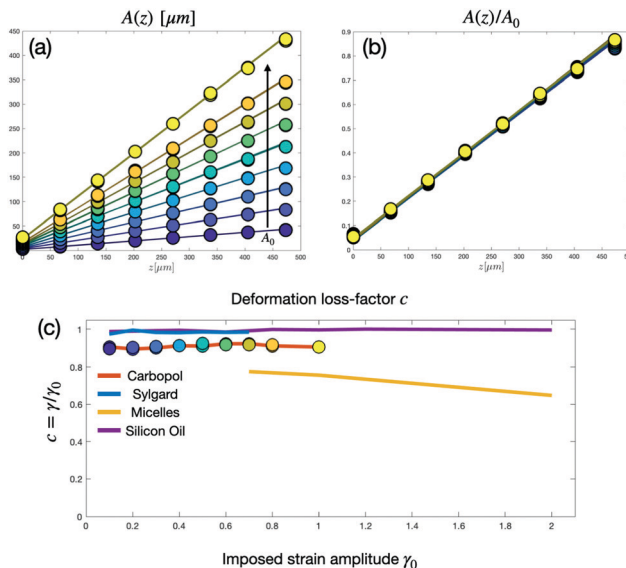 A(z) [μm]
A(z)/A₀
(a)
(b)
450
400
350
300
250
200
150
100
50
0.9
0.8
0.7
0.6
0.5
0.4
0.3
0.2
0.1
0
A₀
0 50 100 150 200 250 300 350 400 450 500
z[μm]
0 50 100 150 200 250 300 350 400 450 500
z[μm]
Deformation loss-factor c
(c)
1
0.8
0.6
0.4
0.2
0
c = γ/γ₀
Carbopol
Sylgard
Micelles
Silicon Oil
0 0.2 0.4 0.6 0.8 1 1.2 1.4 1.6 1.8 2
Imposed strain amplitude γ₀